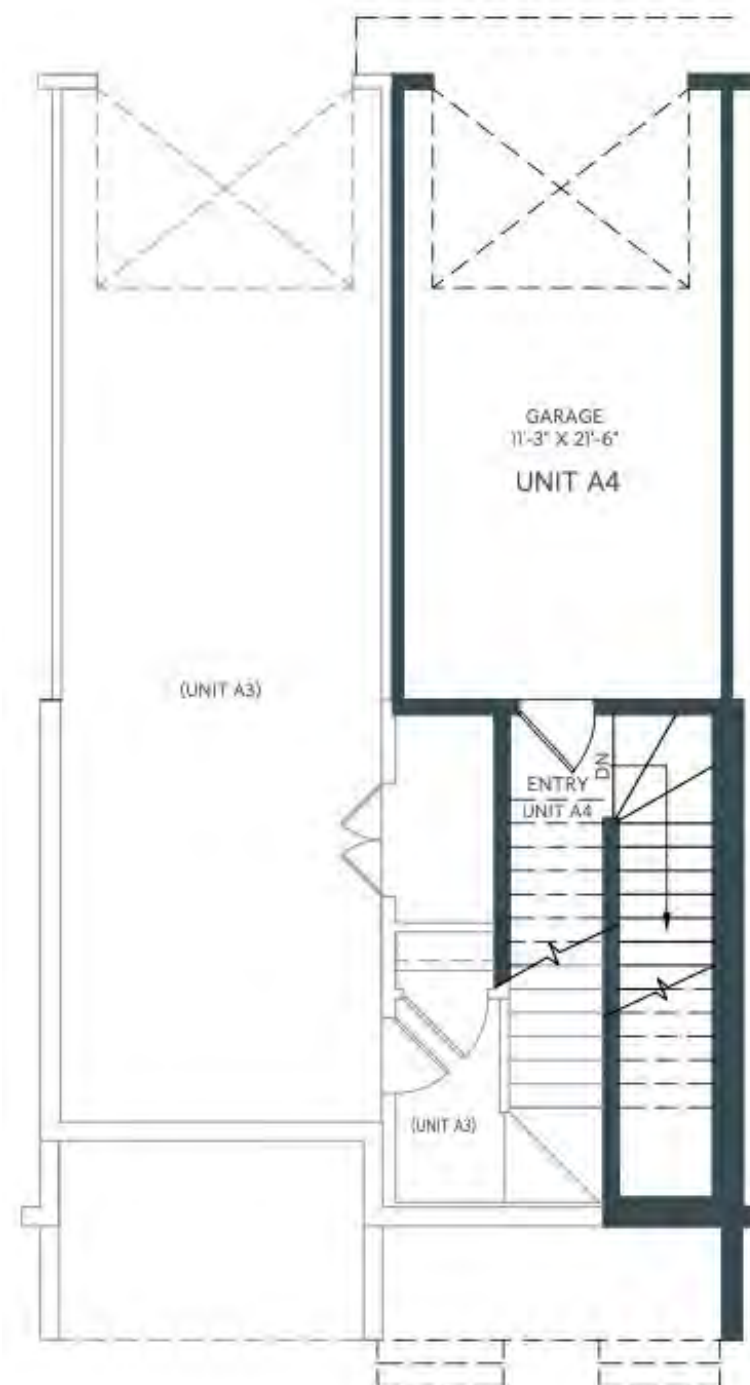 GARAGE
11'-3" X 21'-6"
UNIT A4
(UNIT A3)
DN
ENTRY
UNIT A4
(UNIT A3)